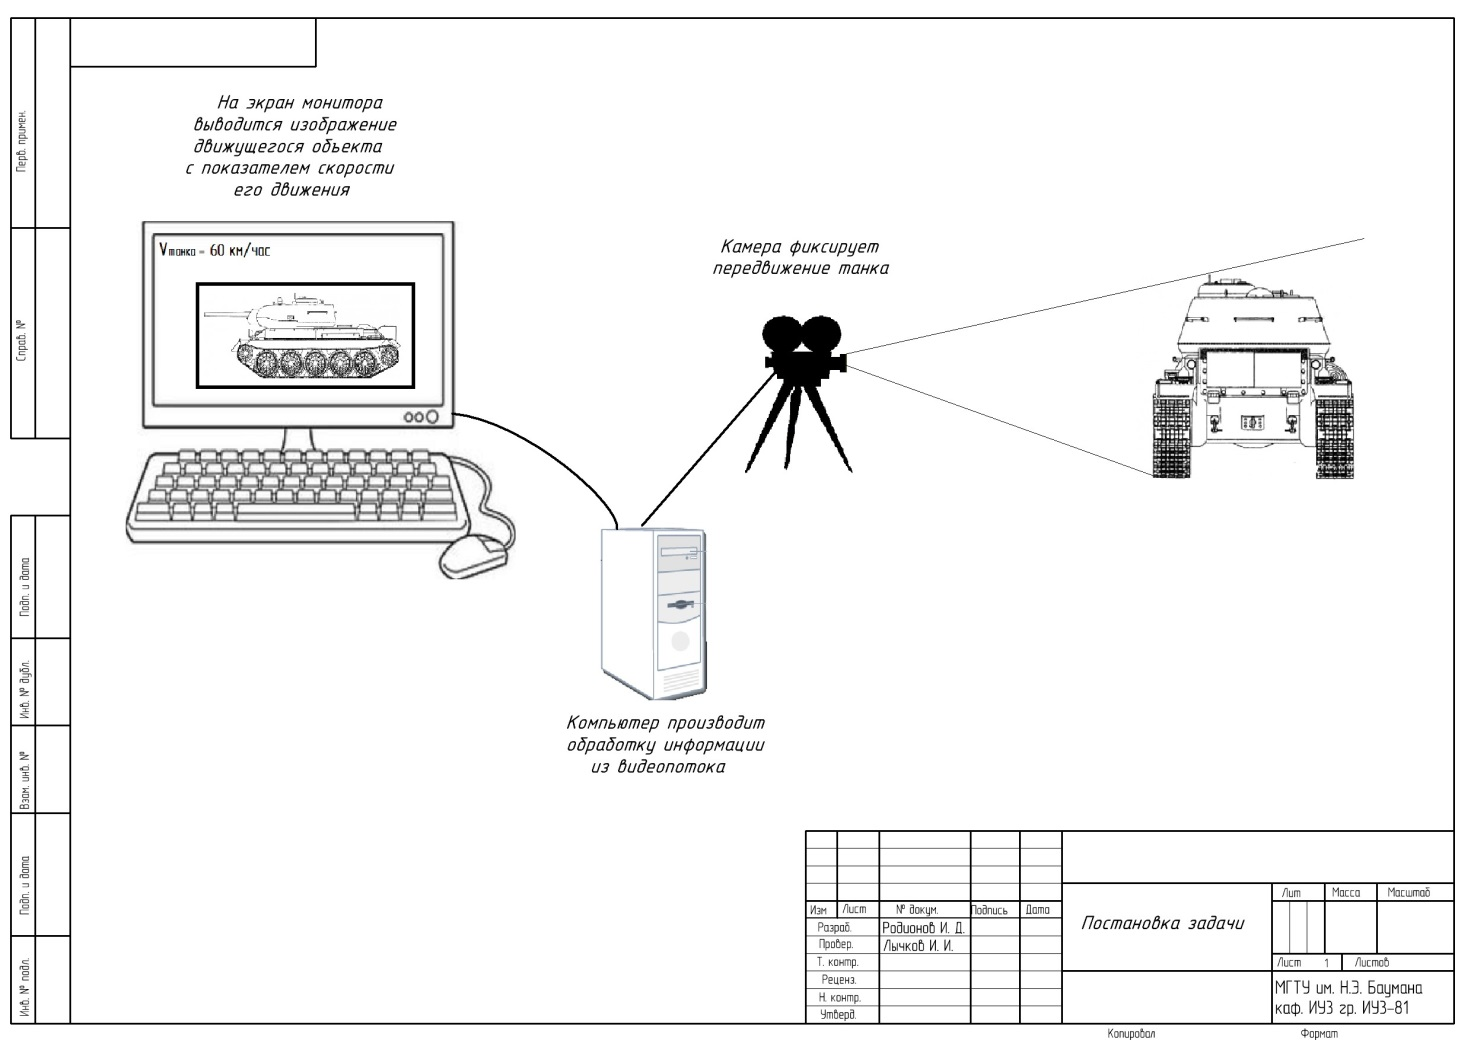 На экран монитора
выводится изображение
движущегося объекта
с показателем скорости
его движения
Vтанка = 60 км/час
Камера фиксирует
передвижение танка
Компьютер производит
обработку информации
из видеопотока
Перв. примен.
Справ. №
Подп. и дата
Инв. № дубл.
Взам. инв. №
Подп. и дата
Инв. № подл.
Изм Лист № докум. Подпись Дата
Разраб. Родионов И. Д.
Провер. Лычков И. И.
Т. контр.
Реценз.
Н. контр.
Утверд.
Постановка задачи
Лит Масса Масштаб
Лист 1 Листов
МГТУ им. Н.Э. Баумана
каф. ИУ3 гр. ИУ3-81
Копировал Формат